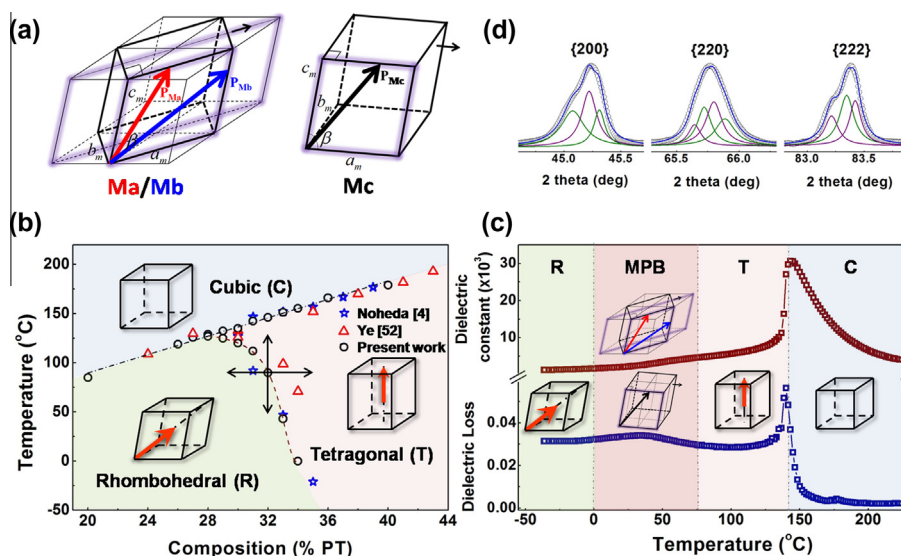 (a)
P_Ma
P_Mb
c_m
b_m
β
a_m
Ma/Mb
P_Mc
c_m
b_m
β
a_m
Mc
(d)
{200}
{220}
{222}
45.0 45.5
65.5 66.0
83.0 83.5
2 theta (deg)
2 theta (deg)
2 theta (deg)
(b)
Temperature (°C)
200
150
100
50
0
-50
Cubic (C)
Noheda [4]
Ye [52]
Present work
Rhombohedral (R)
Tetragonal (T)
20 24 28 32 36 40 44
Composition (% PT)
(c)
R
MPB
T
C
Dielectric constant (x10³)
30
20
10
0
Dielectric Loss
0.04
0.02
0.00
-50 0 50 100 150 200
Temperature (°C)